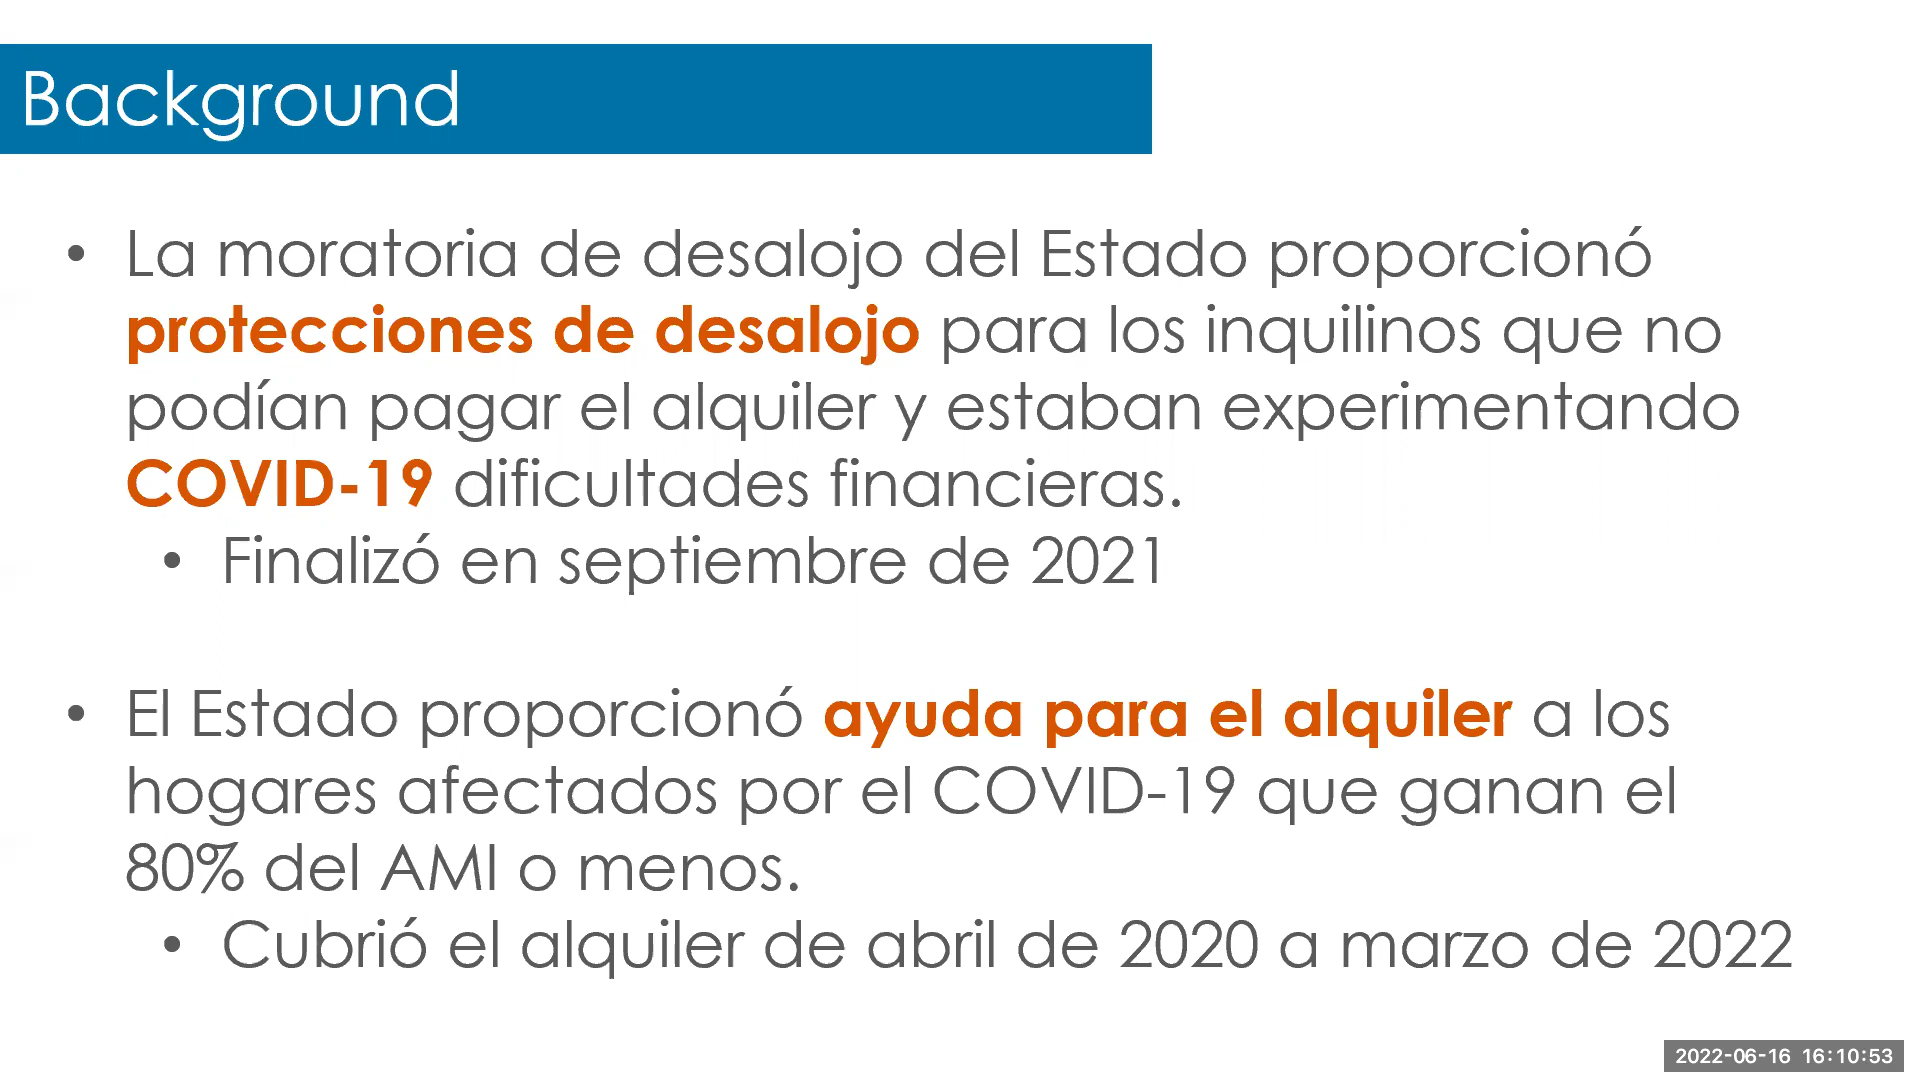 Background
• La moratoria de desalojo del Estado proporcionó
protecciones de desalojo para los inquilinos que no
podían pagar el alquiler y estaban experimentando
COVID-19 dificultades financieras.
• Finalizó en septiembre de 2021
• El Estado proporcionó ayuda para el alquiler a los
hogares afectados por el COVID-19 que ganan el
80% del AMI o menos.
• Cubrió el alquiler de abril de 2020 a marzo de 2022
2022-06-16 16:10:53